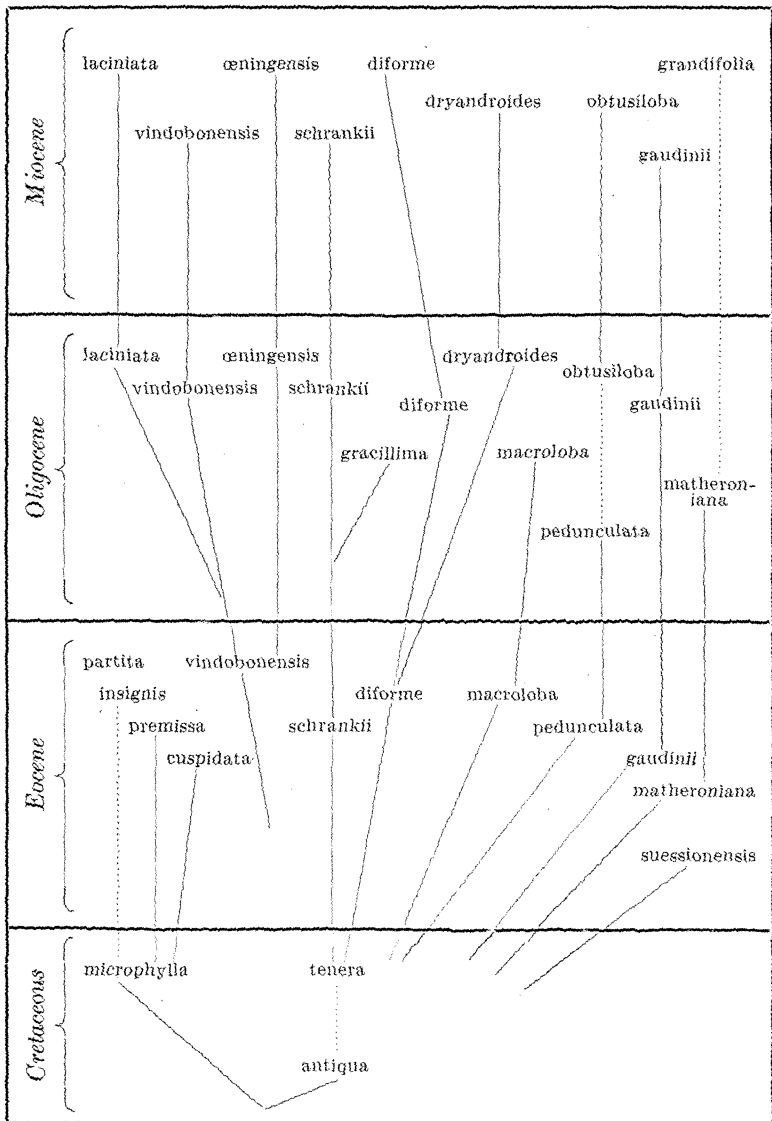 Miocene
laciniata
œningensis
diforme
grandifolia
dryandroides
obtusiloba
vindobonensis
schrankii
gaudinii
Oligocene
laciniata
œningensis
dryandroides
obtusiloba
vindobonensis
schrankii
diforme
gaudinii
gracillima
macroloba
matheron-
iana
pedunculata
Eocene
partita
vindobonensis
insignis
diforme
macroloba
premissa
schrankii
pedunculata
cuspidata
gaudinii
matheroniana
suessionensis
Cretaceous
microphylla
tenera
antiqua